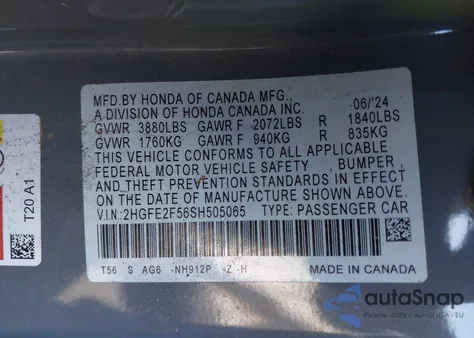 MFD.BY HONDA OF CANADA MFG.,
A DIVISION OF HONDA CANADA INC. 06/'24
GVWR 3880LBS GAWR F 2072LBS R 1840LBS
GVWR 1760KG GAWR F 940KG R 835KG
THIS VEHICLE CONFORMS TO ALL APPLICABLE
FEDERAL MOTOR VEHICLE SAFETY, BUMPER,
AND THEFT PREVENTION STANDARDS IN EFFECT
ON THE DATE OF MANUFACTURE SHOWN ABOVE.
V.I.N:2HGFE2F56SH505065 TYPE: PASSENGER CAR
T56 S AG6 -NH912P -Z -H MADE IN CANADA
T20 A1
autoSnap